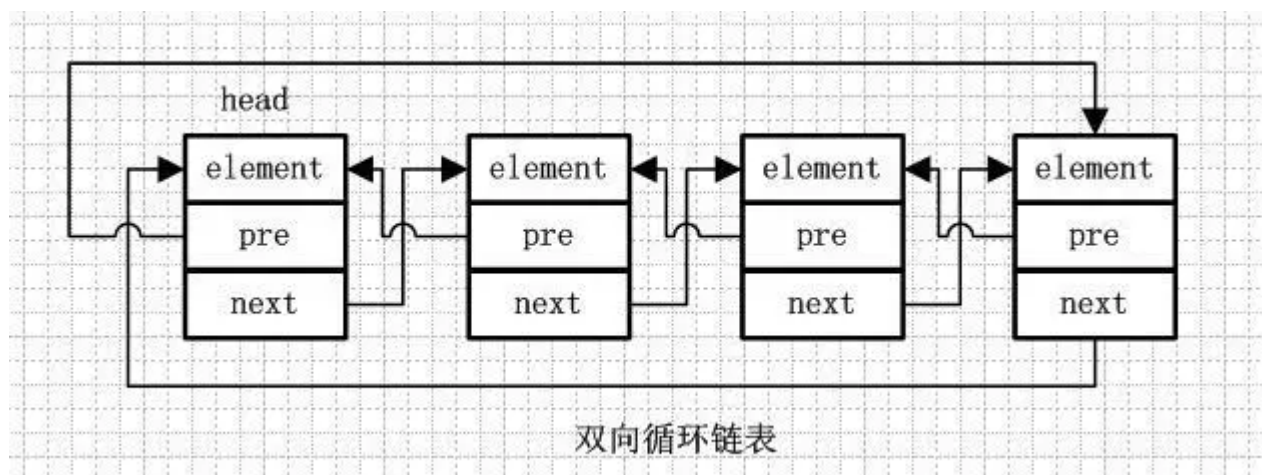 head
element element element element
pre pre pre pre
next next next next
双向循环链表